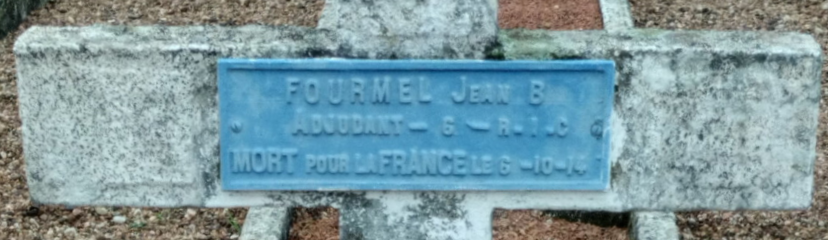 FOURMEL JEAN B
ADJUDANT - 6 - R.I.C
MORT POUR LA FRANCE LE 6-10-14